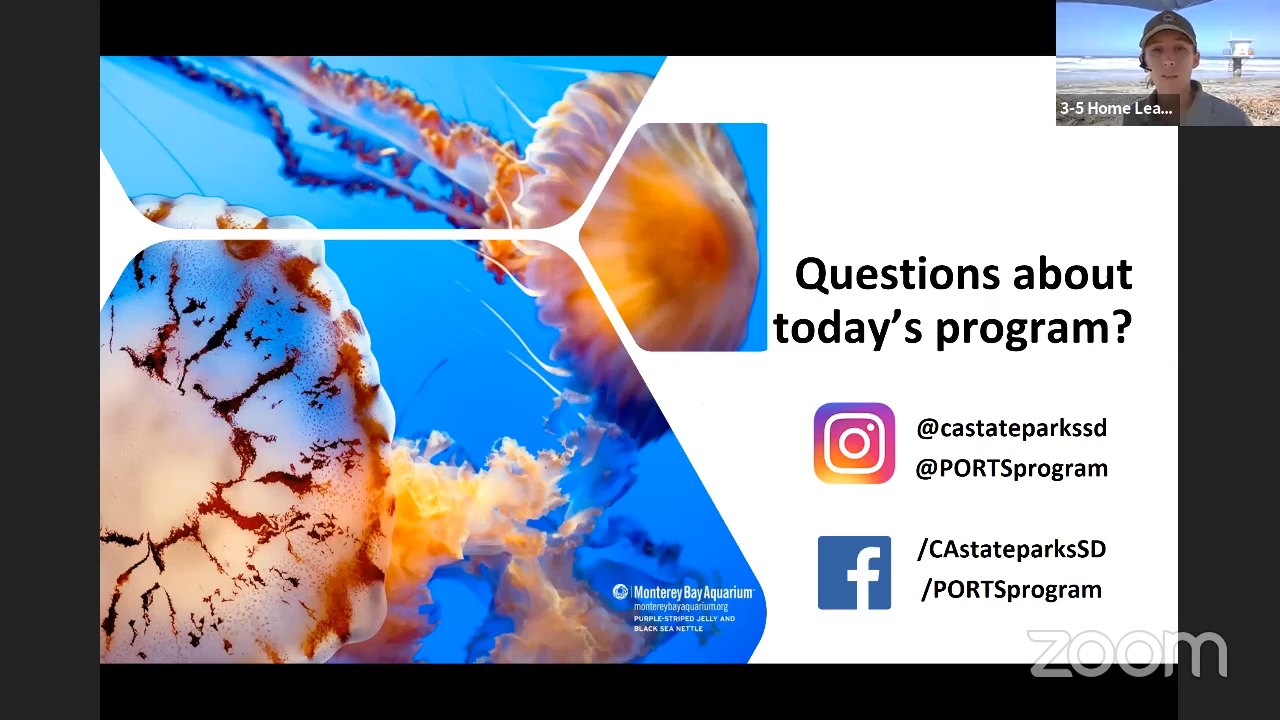 3-5 Home Lea...
Questions about
today's program?
@castateparkssd
@PORTSprogram
/CAstateparksSD
/PORTSprogram
Monterey Bay Aquarium
montereybayaquarium.org
PURPLE-STRIPED JELLY AND
BLACK SEA NETTLE
zoom